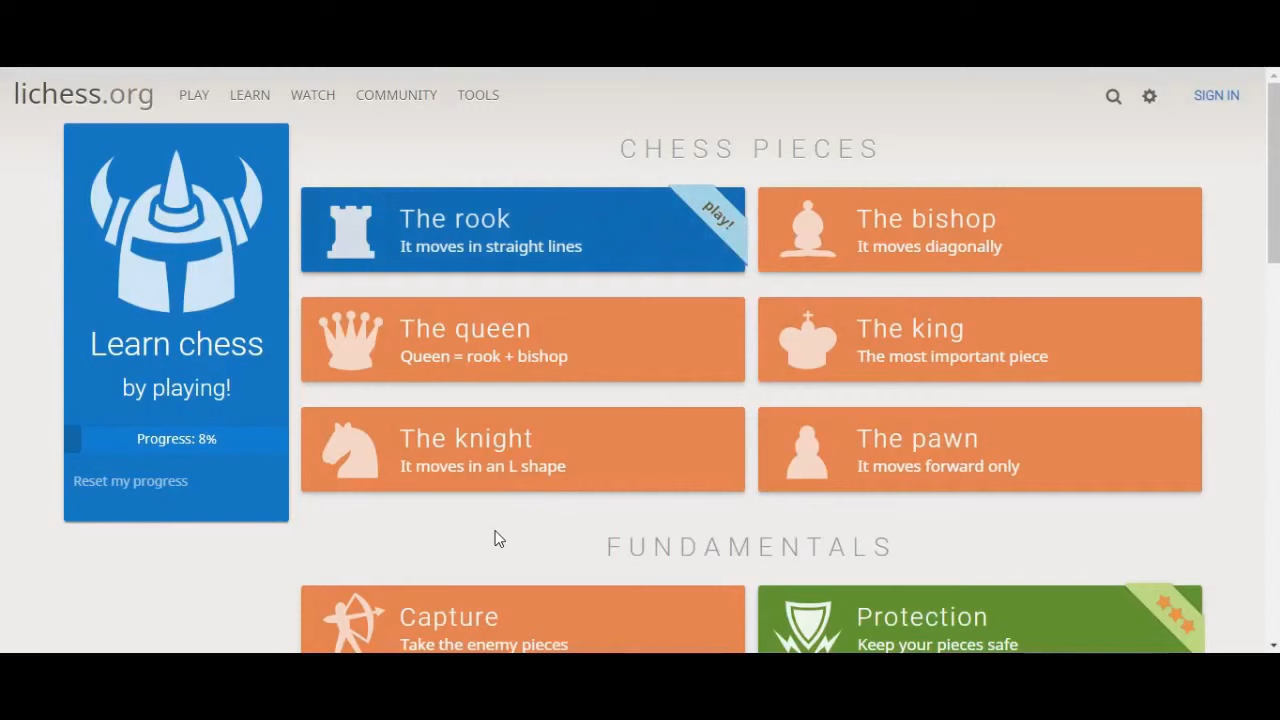 lichess.org PLAY LEARN WATCH COMMUNITY TOOLS SIGN IN
Learn chess
by playing!
Progress: 8%
Reset my progress
CHESS PIECES
The rook
It moves in straight lines
play!
The bishop
It moves diagonally
The queen
Queen = rook + bishop
The king
The most important piece
The knight
It moves in an L shape
The pawn
It moves forward only
FUNDAMENTALS
Capture
Take the enemy pieces
Protection
Keep your pieces safe